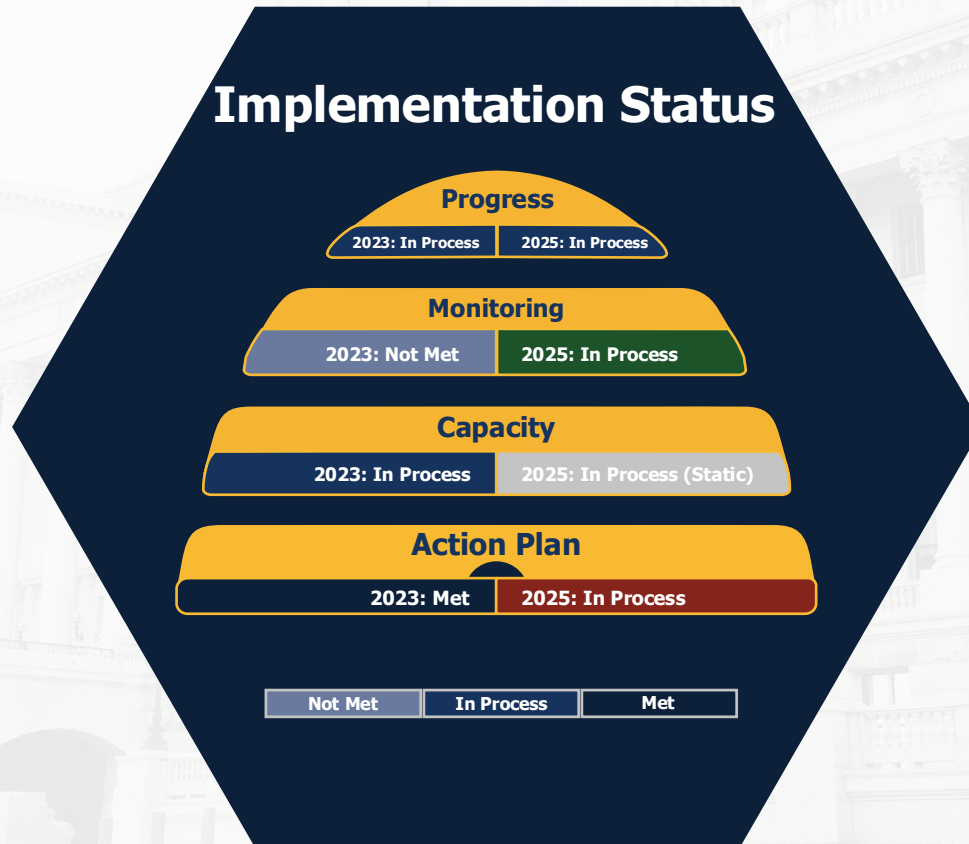 Implementation Status
Progress
2023: In Process 2025: In Process
Monitoring
2023: Not Met 2025: In Process
Capacity
2023: In Process 2025: In Process (Static)
Action Plan
2023: Met 2025: In Process
Not Met In Process Met